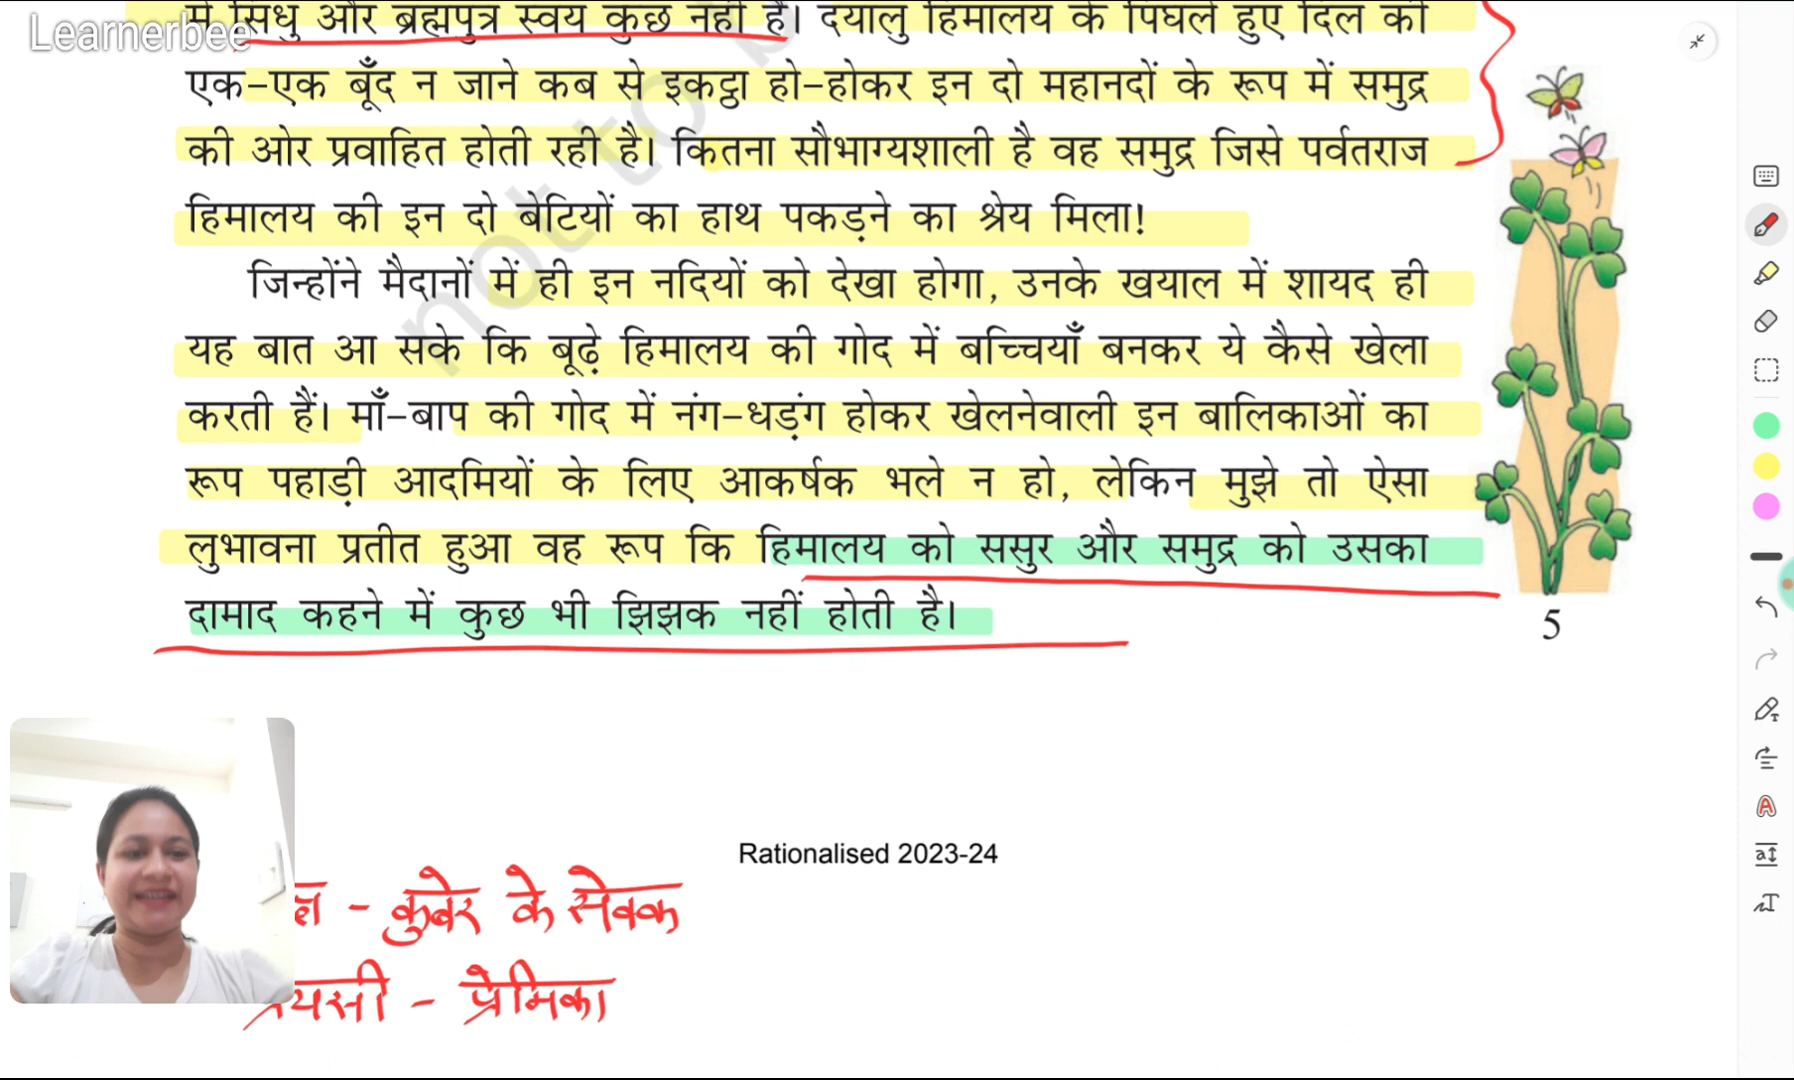 Learnerbee
में सिंधु और ब्रह्मपुत्र स्वयं कुछ नहीं हैं। दयालु हिमालय के पिघले हुए दिल की
एक-एक बूँद न जाने कब से इकट्ठा हो-होकर इन दो महानदों के रूप में समुद्र
की ओर प्रवाहित होती रही है। कितना सौभाग्यशाली है वह समुद्र जिसे पर्वतराज
हिमालय की इन दो बेटियों का हाथ पकड़ने का श्रेय मिला!
जिन्होंने मैदानों में ही इन नदियों को देखा होगा, उनके खयाल में शायद ही
यह बात आ सके कि बूढ़े हिमालय की गोद में बच्चियाँ बनकर ये कैसे खेला
करती हैं। माँ-बाप की गोद में नंग-धड़ंग होकर खेलनेवाली इन बालिकाओं का
रूप पहाड़ी आदमियों के लिए आकर्षक भले न हो, लेकिन मुझे तो ऐसा
लुभावना प्रतीत हुआ वह रूप कि हिमालय को ससुर और समुद्र को उसका
दामाद कहने में कुछ भी झिझक नहीं होती है।
5
not to b
Rationalised 2023-24
- कुबेर के सेवक
यसी - प्रेमिका